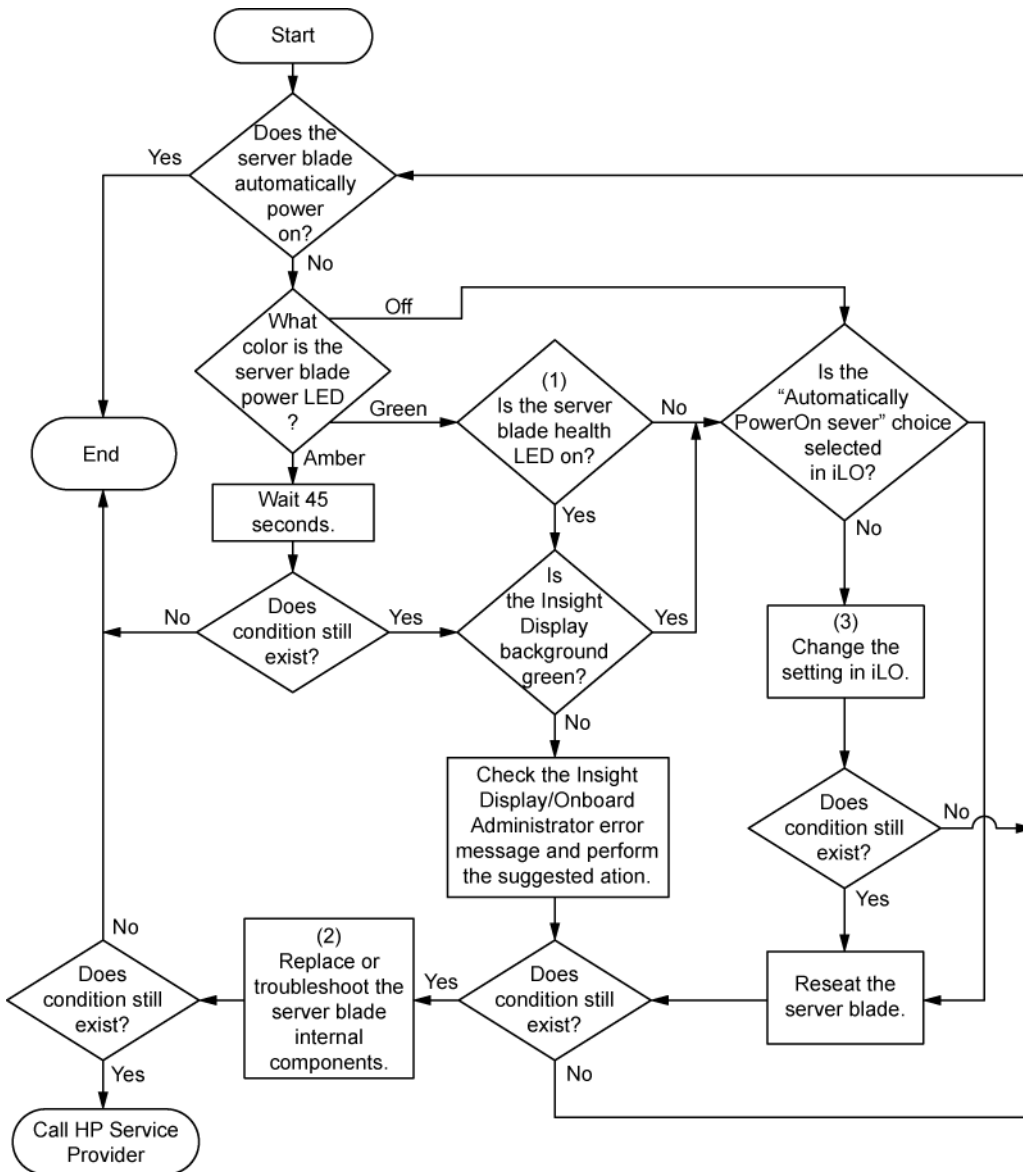 Start
Does the
server blade
automatically
power
on?
Yes
No
What
color is the
server blade
power LED
?
Off
Green
Amber
(1)
Is the server
blade health
LED on?
No
Yes
Is the
“Automatically
PowerOn sever” choice
selected
in iLO?
No
End
Wait 45
seconds.
Does
condition still
exist?
No
Yes
Is
the Insight
Display
background
green?
Yes
No
(3)
Change the
setting in iLO.
Check the Insight
Display/Onboard
Administrator error
message and perform
the suggested ation.
Does
condition still
exist?
No
Yes
Reseat the
server blade.
Does
condition still
exist?
Yes
No
(2)
Replace or
troubleshoot the
server blade
internal
components.
No
Does
condition still
exist?
Yes
Call HP Service
Provider